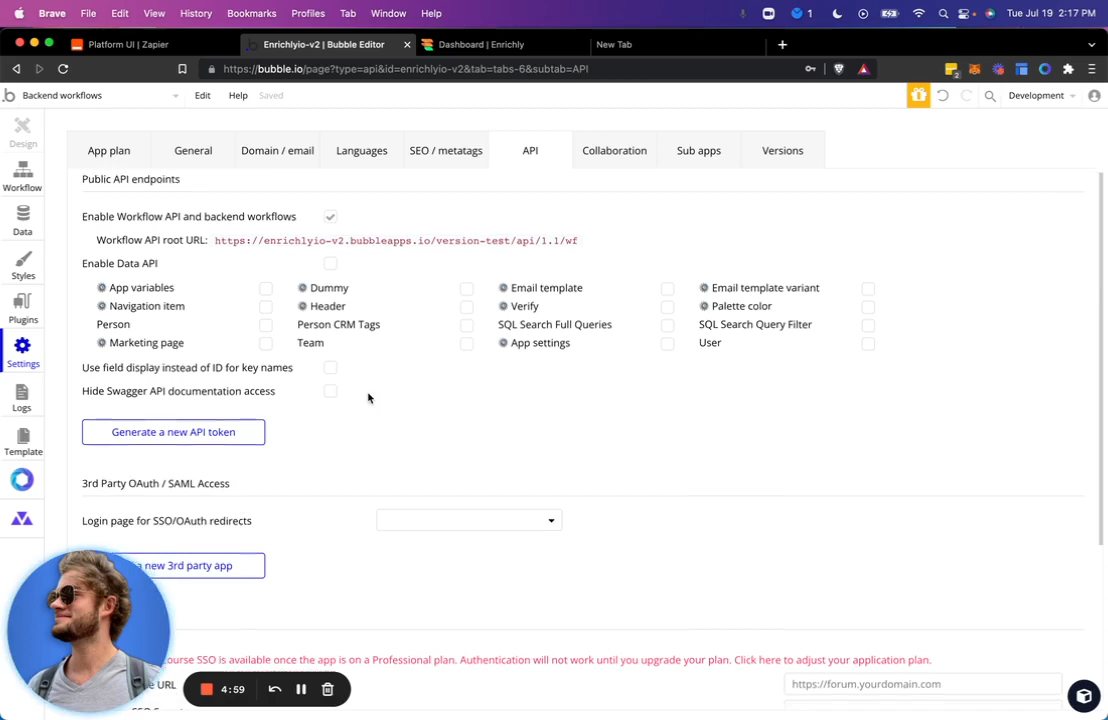 Brave File Edit View History Bookmarks Profiles Tab Window Help 1 Tue Jul 19 2:17 PM
Platform UI | Zapier Enrichlyio-v2 | Bubble Editor Dashboard | Enrichly New Tab
https://bubble.io/page?type=api&id=enrichlyio-v2&tab=tabs-6&subtab=API 2
b Backend workflows Edit Help Saved Development
Design
Workflow
Data
Styles
Plugins
Settings
Logs
Template
App plan General Domain / email Languages SEO / metatags API Collaboration Sub apps Versions
Public API endpoints
Enable Workflow API and backend workflows
Workflow API root URL: https://enrichlyio-v2.bubbleapps.io/version-test/api/1.1/wf
Enable Data API
App variables Dummy Email template Email template variant
Navigation item Header Verify Palette color
Person Person CRM Tags SQL Search Full Queries SQL Search Query Filter
Marketing page Team App settings User
Use field display instead of ID for key names
Hide Swagger API documentation access
Generate a new API token
3rd Party OAuth / SAML Access
Login page for SSO/OAuth redirects
a new 3rd party app
SSO is available once the app is on a Professional plan. Authentication will not work until you upgrade your plan. Click here to adjust your application plan.
URL https://forum.yourdomain.com
4:59